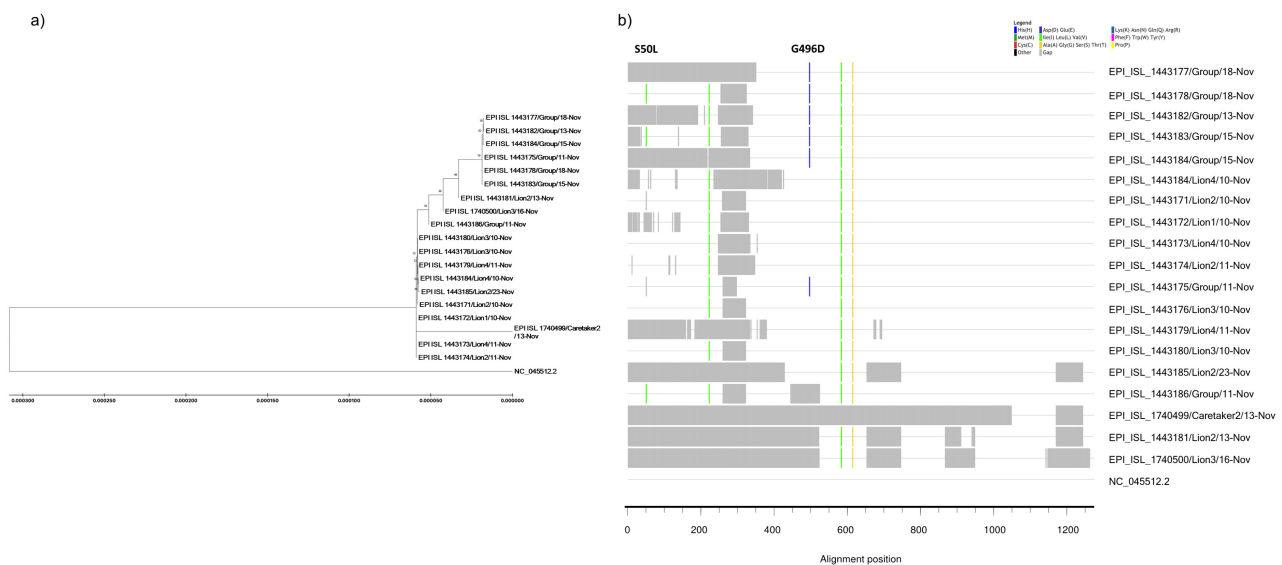 a)
b)
EPI ISL 1443177/Group/18-Nov
EPI ISL 1443182/Group/13-Nov
EPI ISL 1443184/Group/15-Nov
EPI ISL 1443175/Group/11-Nov
EPI ISL 1443178/Group/18-Nov
EPI ISL 1443183/Group/15-Nov
EPI ISL 1443181/Lion2/13-Nov
EPI ISL 1740500/Lion3/16-Nov
EPI ISL 1443186/Group/11-Nov
EPI ISL 1443180/Lion3/10-Nov
EPI ISL 1443176/Lion3/10-Nov
EPI ISL 1443179/Lion4/11-Nov
EPI ISL 1443184/Lion4/10-Nov
EPI ISL 1443185/Lion2/23-Nov
EPI ISL 1443171/Lion2/10-Nov
EPI ISL 1443172/Lion1/10-Nov
EPI ISL 1740499/Caretaker2
/13-Nov
EPI ISL 1443173/Lion4/11-Nov
EPI ISL 1443174/Lion2/11-Nov
NC_045512.2
0.000300 0.000250 0.000200 0.000150 0.000100 0.000050 0.000000
Legend
His(H) Asp(D) Glu(E) Lys(K) Asn(N) Gln(Q) Arg(R)
Met(M) Ile(I) Leu(L) Val(V) Phe(F) Trp(W) Tyr(Y)
Cys(C) Ala(A) Gly(G) Ser(S) Thr(T) Pro(P)
Other Gap
S50L G496D
EPI_ISL_1443177/Group/18-Nov
EPI_ISL_1443178/Group/18-Nov
EPI_ISL_1443182/Group/13-Nov
EPI_ISL_1443183/Group/15-Nov
EPI_ISL_1443184/Group/15-Nov
EPI_ISL_1443184/Lion4/10-Nov
EPI_ISL_1443171/Lion2/10-Nov
EPI_ISL_1443172/Lion1/10-Nov
EPI_ISL_1443173/Lion4/10-Nov
EPI_ISL_1443174/Lion2/11-Nov
EPI_ISL_1443175/Group/11-Nov
EPI_ISL_1443176/Lion3/10-Nov
EPI_ISL_1443179/Lion4/11-Nov
EPI_ISL_1443180/Lion3/10-Nov
EPI_ISL_1443185/Lion2/23-Nov
EPI_ISL_1443186/Group/11-Nov
EPI_ISL_1740499/Caretaker2/13-Nov
EPI_ISL_1443181/Lion2/13-Nov
EPI_ISL_1740500/Lion3/16-Nov
NC_045512.2
0 200 400 600 800 1000 1200
Alignment position